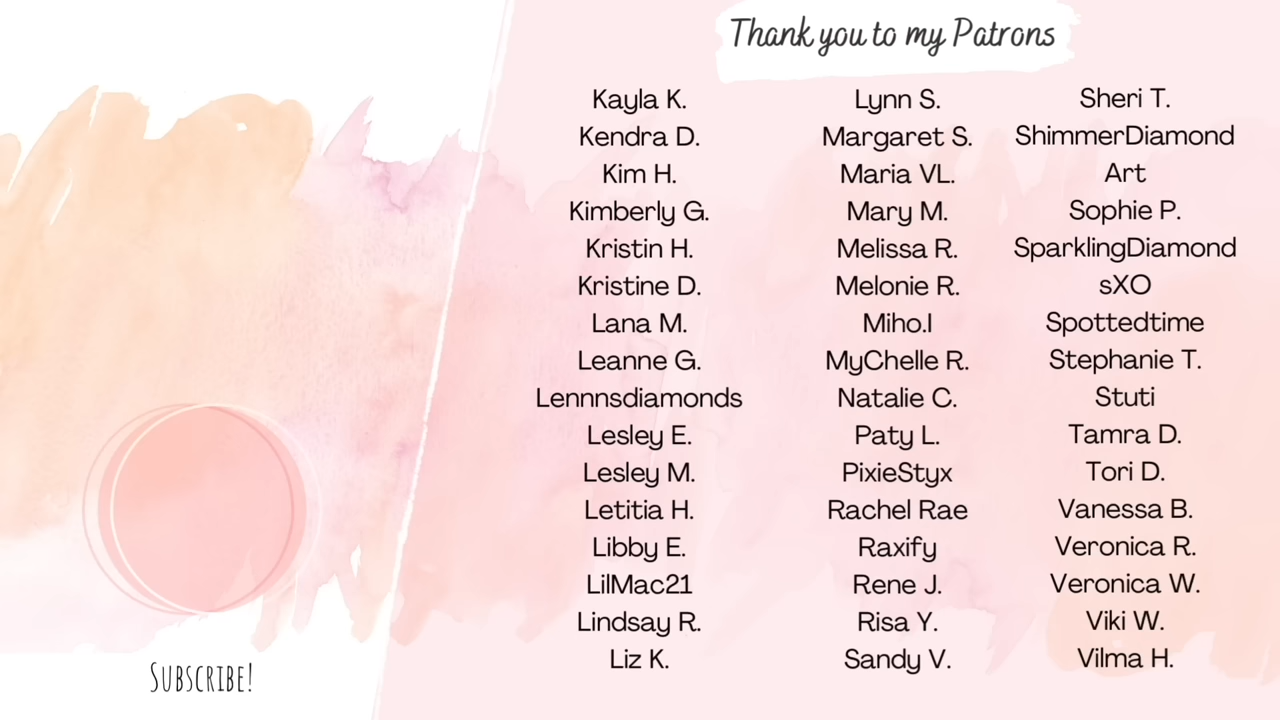 Thank you to my Patrons
Kayla K.
Kendra D.
Kim H.
Kimberly G.
Kristin H.
Kristine D.
Lana M.
Leanne G.
Lennnsdiamonds
Lesley E.
Lesley M.
Letitia H.
Libby E.
LilMac21
Lindsay R.
Liz K.
Lynn S.
Margaret S.
Maria VL.
Mary M.
Melissa R.
Melonie R.
Miho.I
MyChelle R.
Natalie C.
Paty L.
PixieStyx
Rachel Rae
Raxify
Rene J.
Risa Y.
Sandy V.
Sheri T.
ShimmerDiamond
Art
Sophie P.
SparklingDiamond
sXO
Spottedtime
Stephanie T.
Stuti
Tamra D.
Tori D.
Vanessa B.
Veronica R.
Veronica W.
Viki W.
Vilma H.
Subscribe!